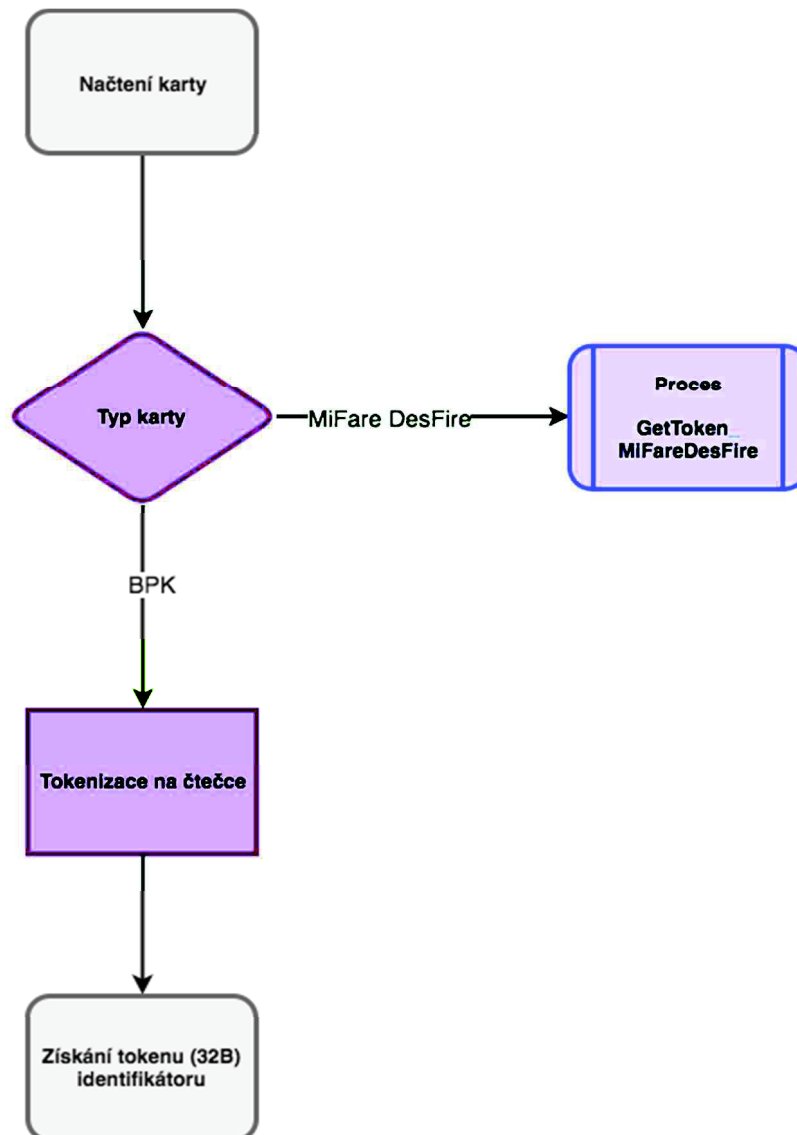 Načtení karty
Typ karty
MiFare DesFire
Proces
GetToken_
MiFareDesFire
BPK
Tokenizace na čtečce
Získání tokenu (32B)
identifikátoru